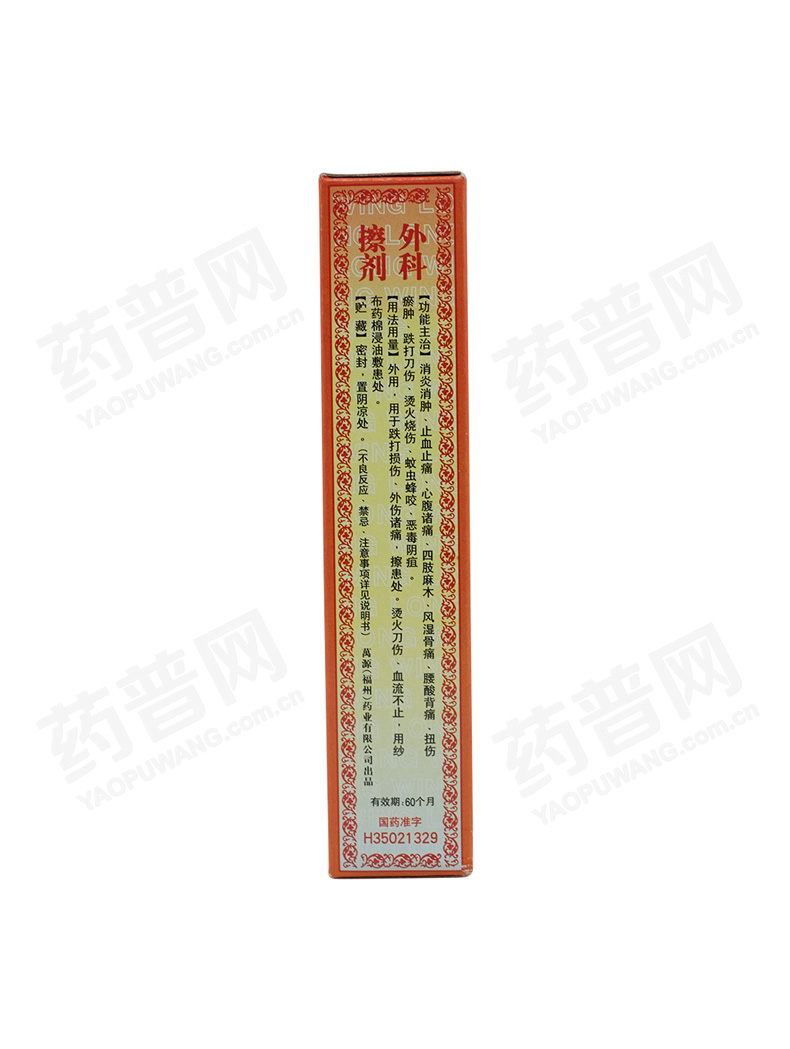 外科
擦剂
【功能主治】消炎消肿、止血止痛、心腹诸痛、四肢麻木、风湿骨痛、腰酸背痛、扭伤
瘀肿、跌打刀伤、烫火烧伤、蚊虫蜂咬、恶毒阴疽。
【用法用量】外用，用于跌打损伤、外伤诸痛，擦患处。烫火刀伤、血流不止，用纱
布药棉浸油敷患处。
【贮藏】密封，置阴凉处。（不良反应、禁忌、注意事项详见说明书）萬源（福州）药业有限公司出品
有效期：60个月
国药准字
H35021329
药普网
YAOPUWANG.com.cn
药普网
YAOPUWANG.com.cn
药普网
YAOPUWANG.com.cn
药普网
YAOPUWANG.com.cn